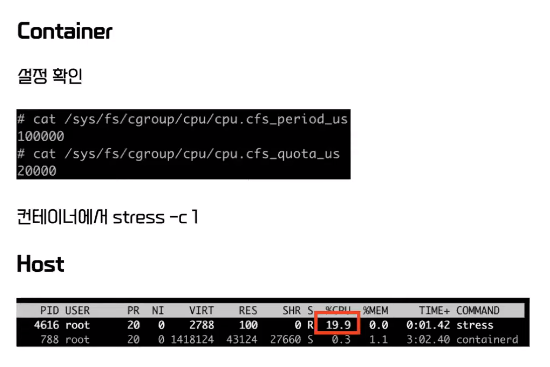 Container
설정 확인
# cat /sys/fs/cgroup/cpu/cpu.cfs_period_us
100000
# cat /sys/fs/cgroup/cpu/cpu.cfs_quota_us
20000
컨테이너에서 stress -c 1
Host
PID USER PR NI VIRT RES SHR S %CPU %MEM TIME+ COMMAND
4616 root 20 0 2788 100 0 R 19.9 0.0 0:01.42 stress
788 root 20 0 1418124 43124 27660 S 0.3 1.1 3:02.40 containerd